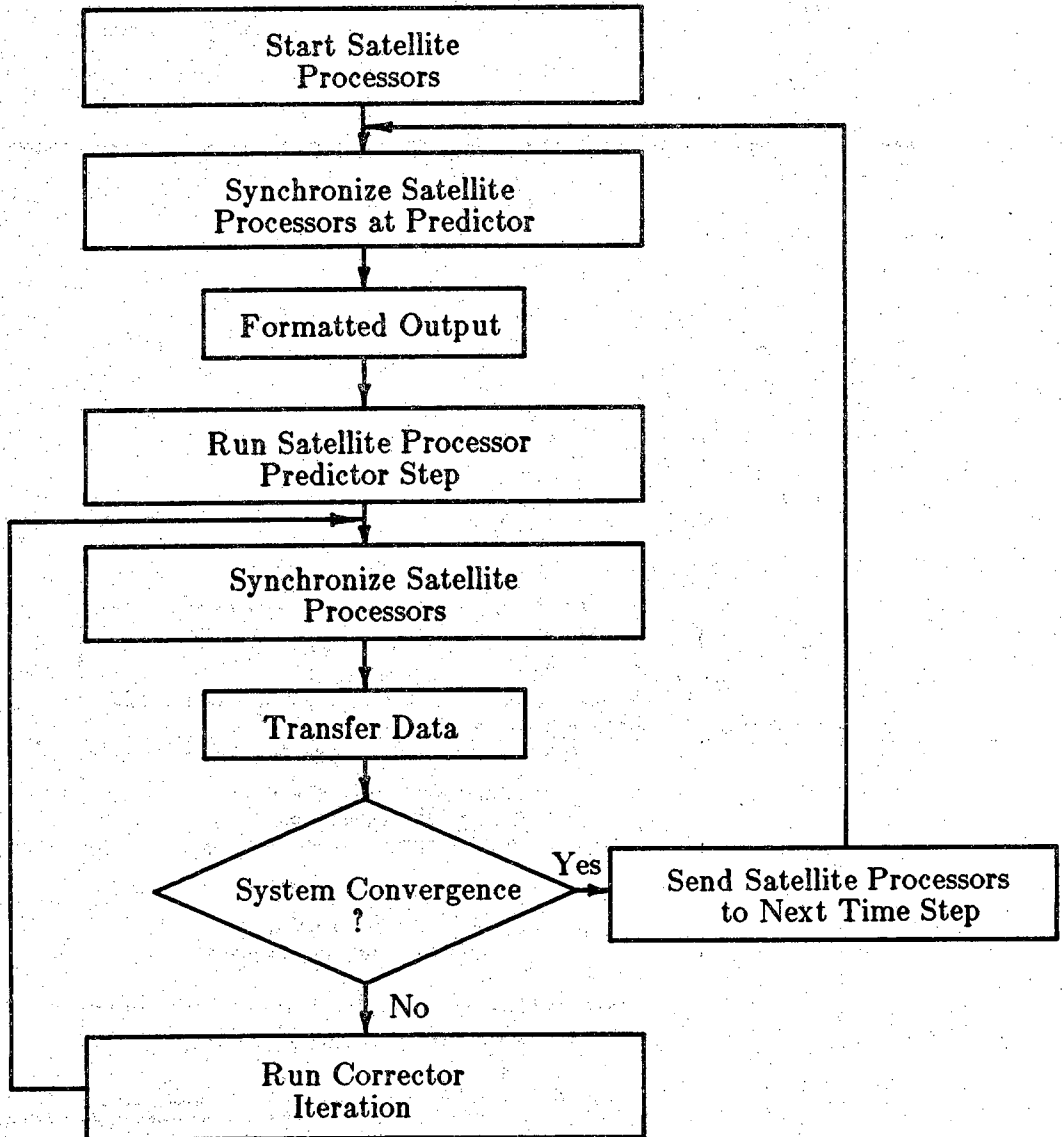 Start Satellite
Processors
Synchronize Satellite
Processors at Predictor
Formatted Output
Run Satellite Processor
Predictor Step
Synchronize Satellite
Processors
Transfer Data
System Convergence
?
Yes
Send Satellite Processors
to Next Time Step
No
Run Corrector
Iteration